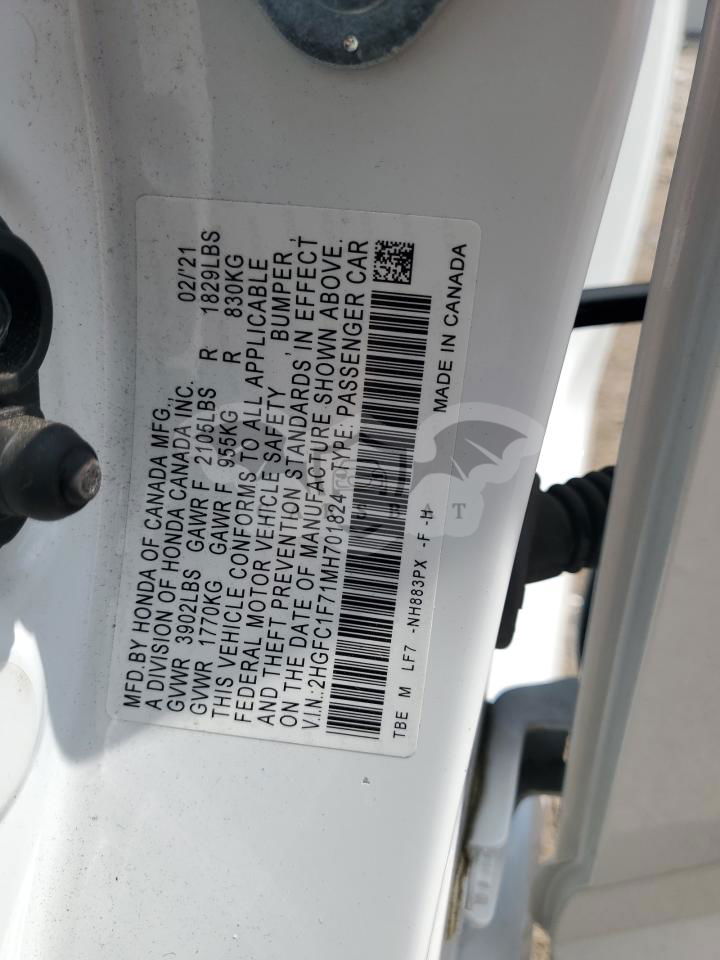 MFD.BY HONDA OF CANADA MFG.,
A DIVISION OF HONDA CANADA INC. 02/'21
GVWR 3902LBS GAWR F 2105LBS R 1829LBS
GVWR 1770KG GAWR F 955KG R 830KG
THIS VEHICLE CONFORMS TO ALL APPLICABLE
FEDERAL MOTOR VEHICLE SAFETY, BUMPER,
AND THEFT PREVENTION STANDARDS IN EFFECT
ON THE DATE OF MANUFACTURE SHOWN ABOVE.
V.I.N.:2HGFC1F71MH701824 TYPE: PASSENGER CAR
TBE M LF7 -NH883PX -F -H MADE IN CANADA